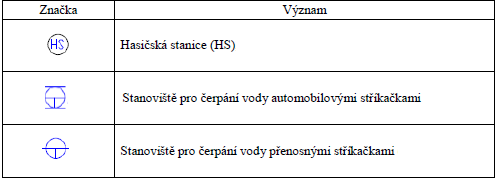 Značka Význam
HS Hasičská stanice (HS)
Stanoviště pro čerpání vody automobilovými stříkačkami
Stanoviště pro čerpání vody přenosnými stříkačkami